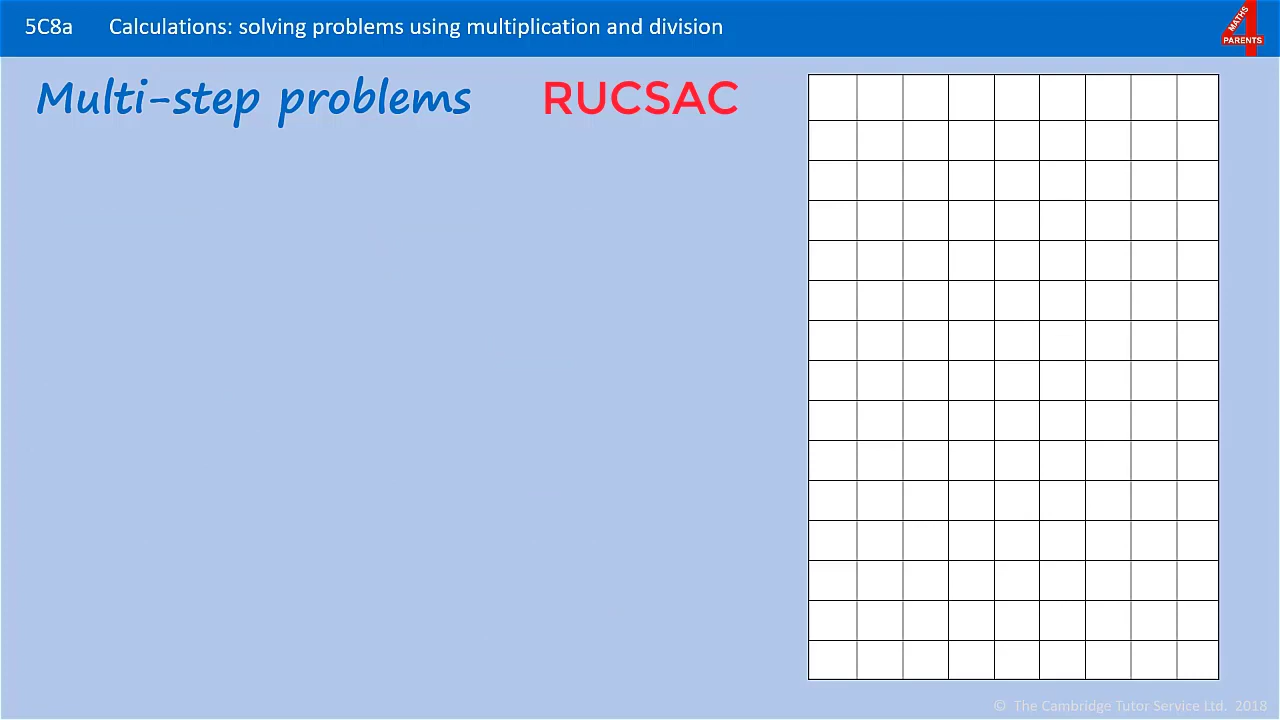 5C8a Calculations: solving problems using multiplication and division
MATHS 4 PARENTS
Multi-step problems RUCSAC
© The Cambridge Tutor Service Ltd. 2018